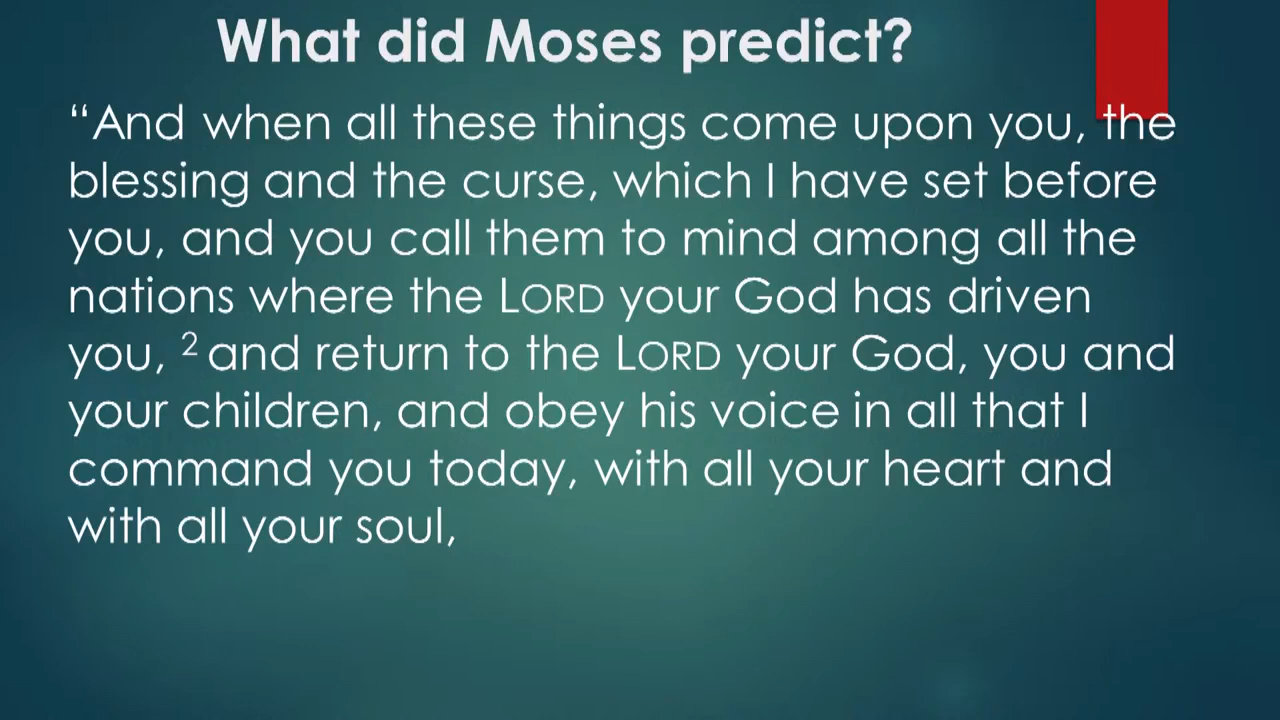 What did Moses predict?
“And when all these things come upon you, the
blessing and the curse, which I have set before
you, and you call them to mind among all the
nations where the LORD your God has driven
you, ² and return to the LORD your God, you and
your children, and obey his voice in all that I
command you today, with all your heart and
with all your soul,